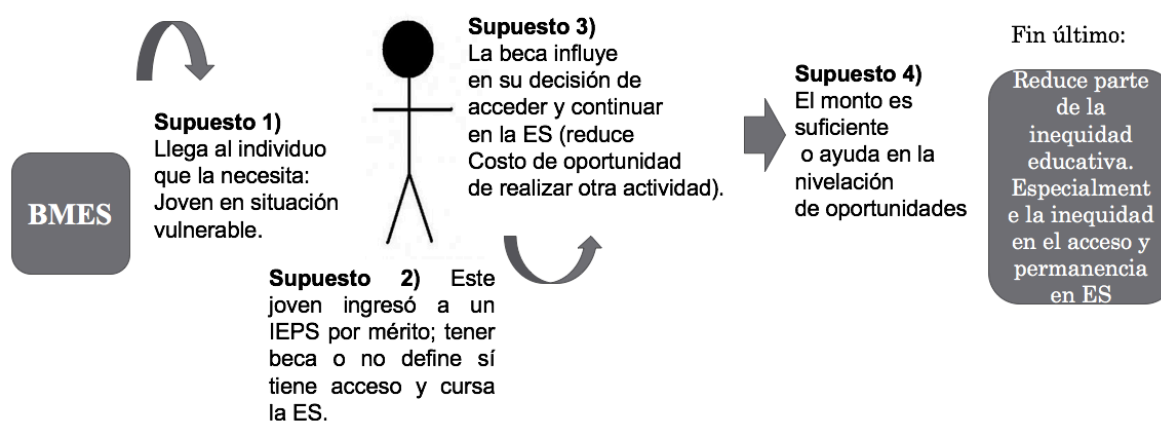 BMES
Supuesto 1)
Llega al individuo
que la necesita:
Joven en situación
vulnerable.
Supuesto 2) Este
joven ingresó a un
IEPS por mérito; tener
beca o no define sí
tiene acceso y cursa
la ES.
Supuesto 3)
La beca influye
en su decisión de
acceder y continuar
en la ES (reduce
Costo de oportunidad
de realizar otra actividad).
Supuesto 4)
El monto es
suficiente
o ayuda en la
nivelación
de oportunidades
Fin último:
Reduce parte
de la
inequidad
educativa.
Especialment
e la inequidad
en el acceso y
permanencia
en ES